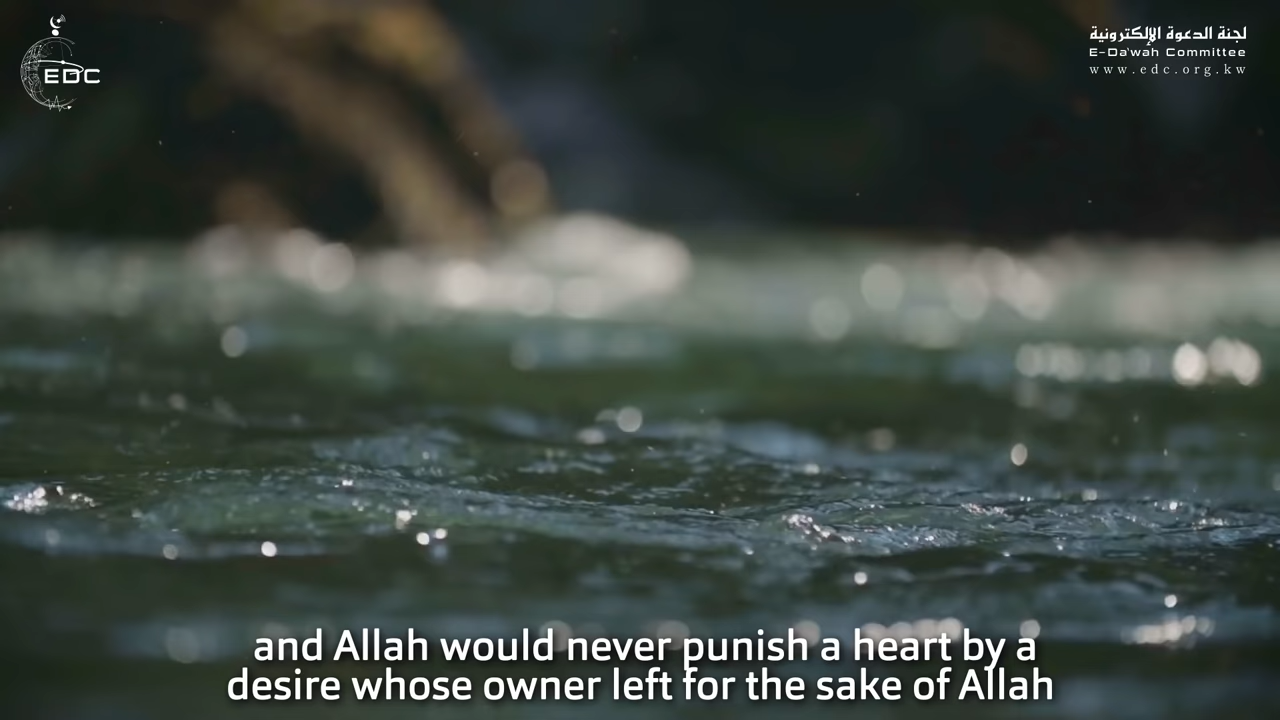 EDC
لجنة الدعوة الإلكترونية
E-Da'wah Committee
www.edc.org.kw
and Allah would never punish a heart by a
desire whose owner left for the sake of Allah